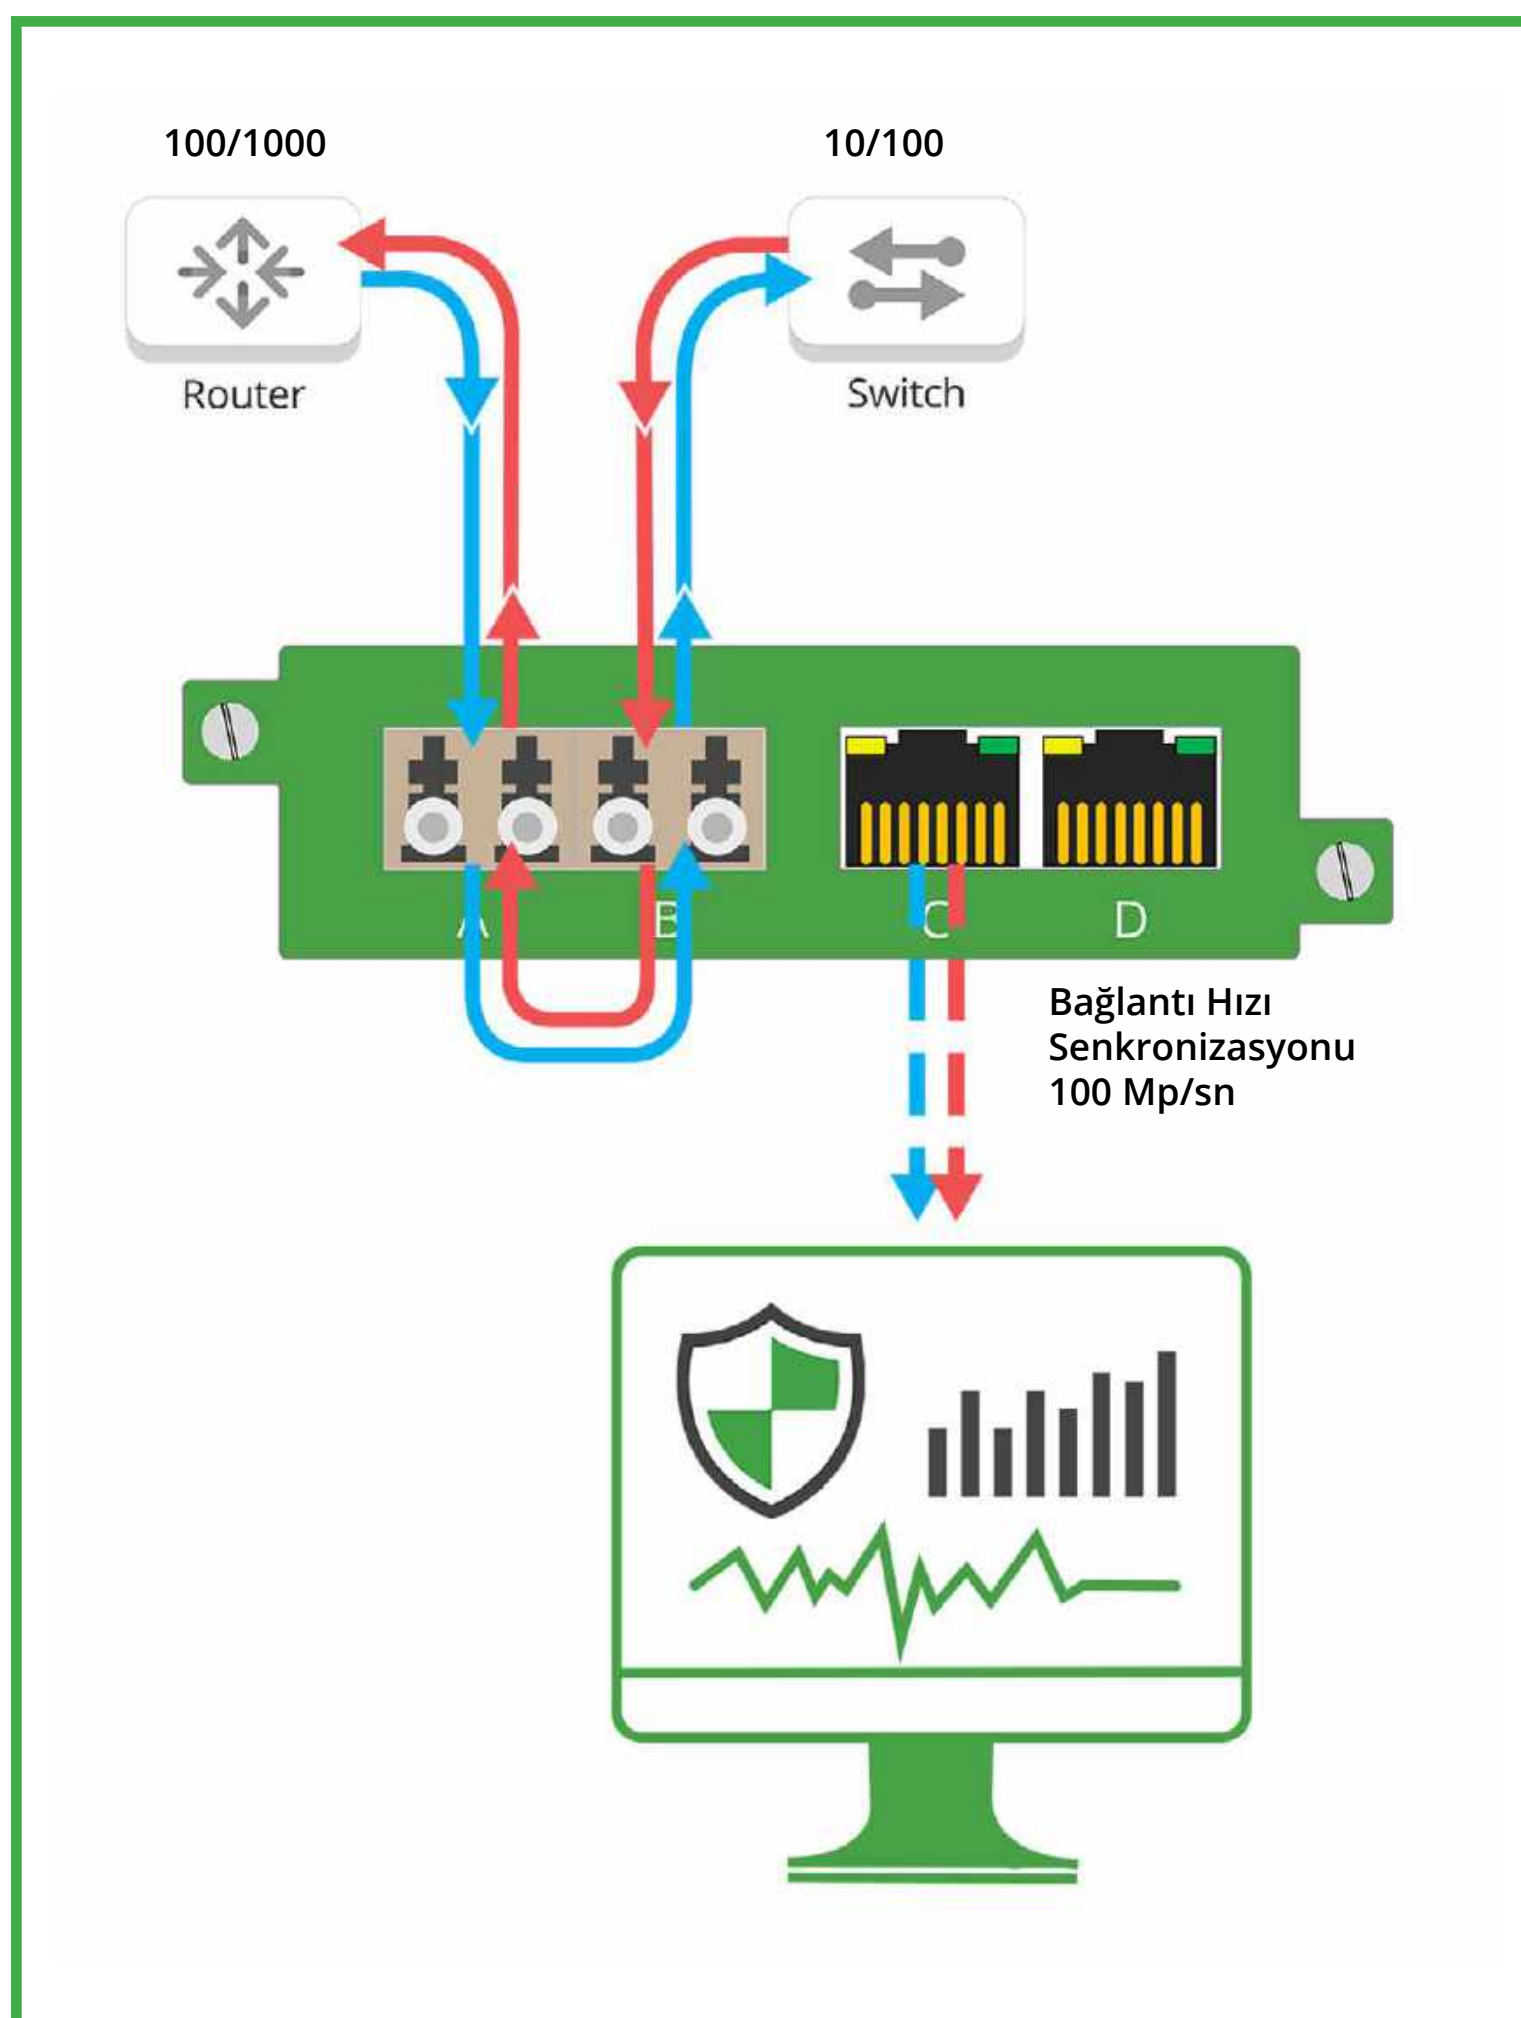 100/1000
10/100
Router
Switch
A
B
C
D
Bağlantı Hızı
Senkronizasyonu
100 Mp/sn